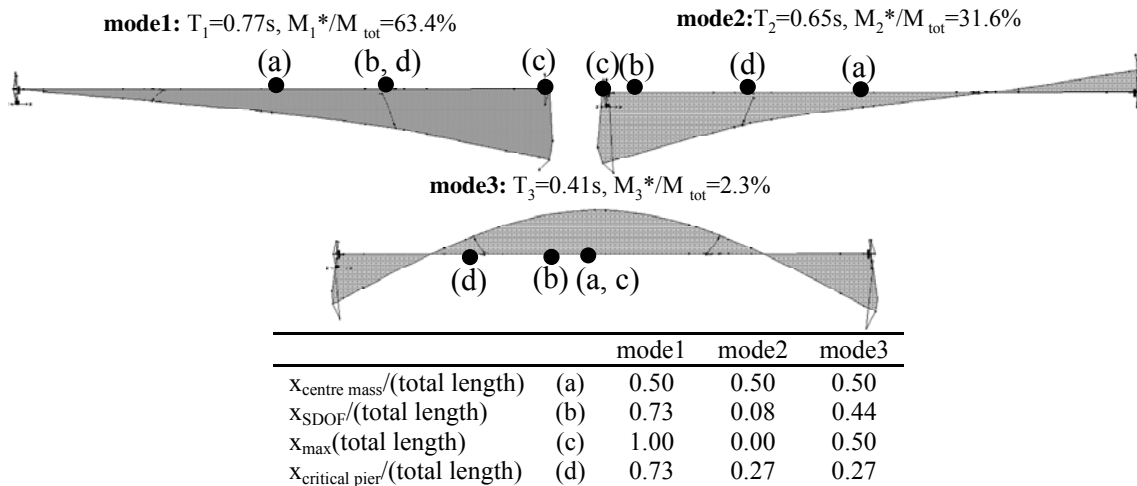 mode1: T1=0.77s, M1*/M tot=63.4%
mode2:T2=0.65s, M2*/M tot=31.6%
(a) (b, d) (c) (c) (b) (d) (a)
mode3: T3=0.41s, M3*/M tot=2.3%
(d) (b) (a, c)
mode1 mode2 mode3
xcentre mass/(total length) (a) 0.50 0.50 0.50
xSDOF/(total length) (b) 0.73 0.08 0.44
xmax(total length) (c) 1.00 0.00 0.50
xcritical pier/(total length) (d) 0.73 0.27 0.27